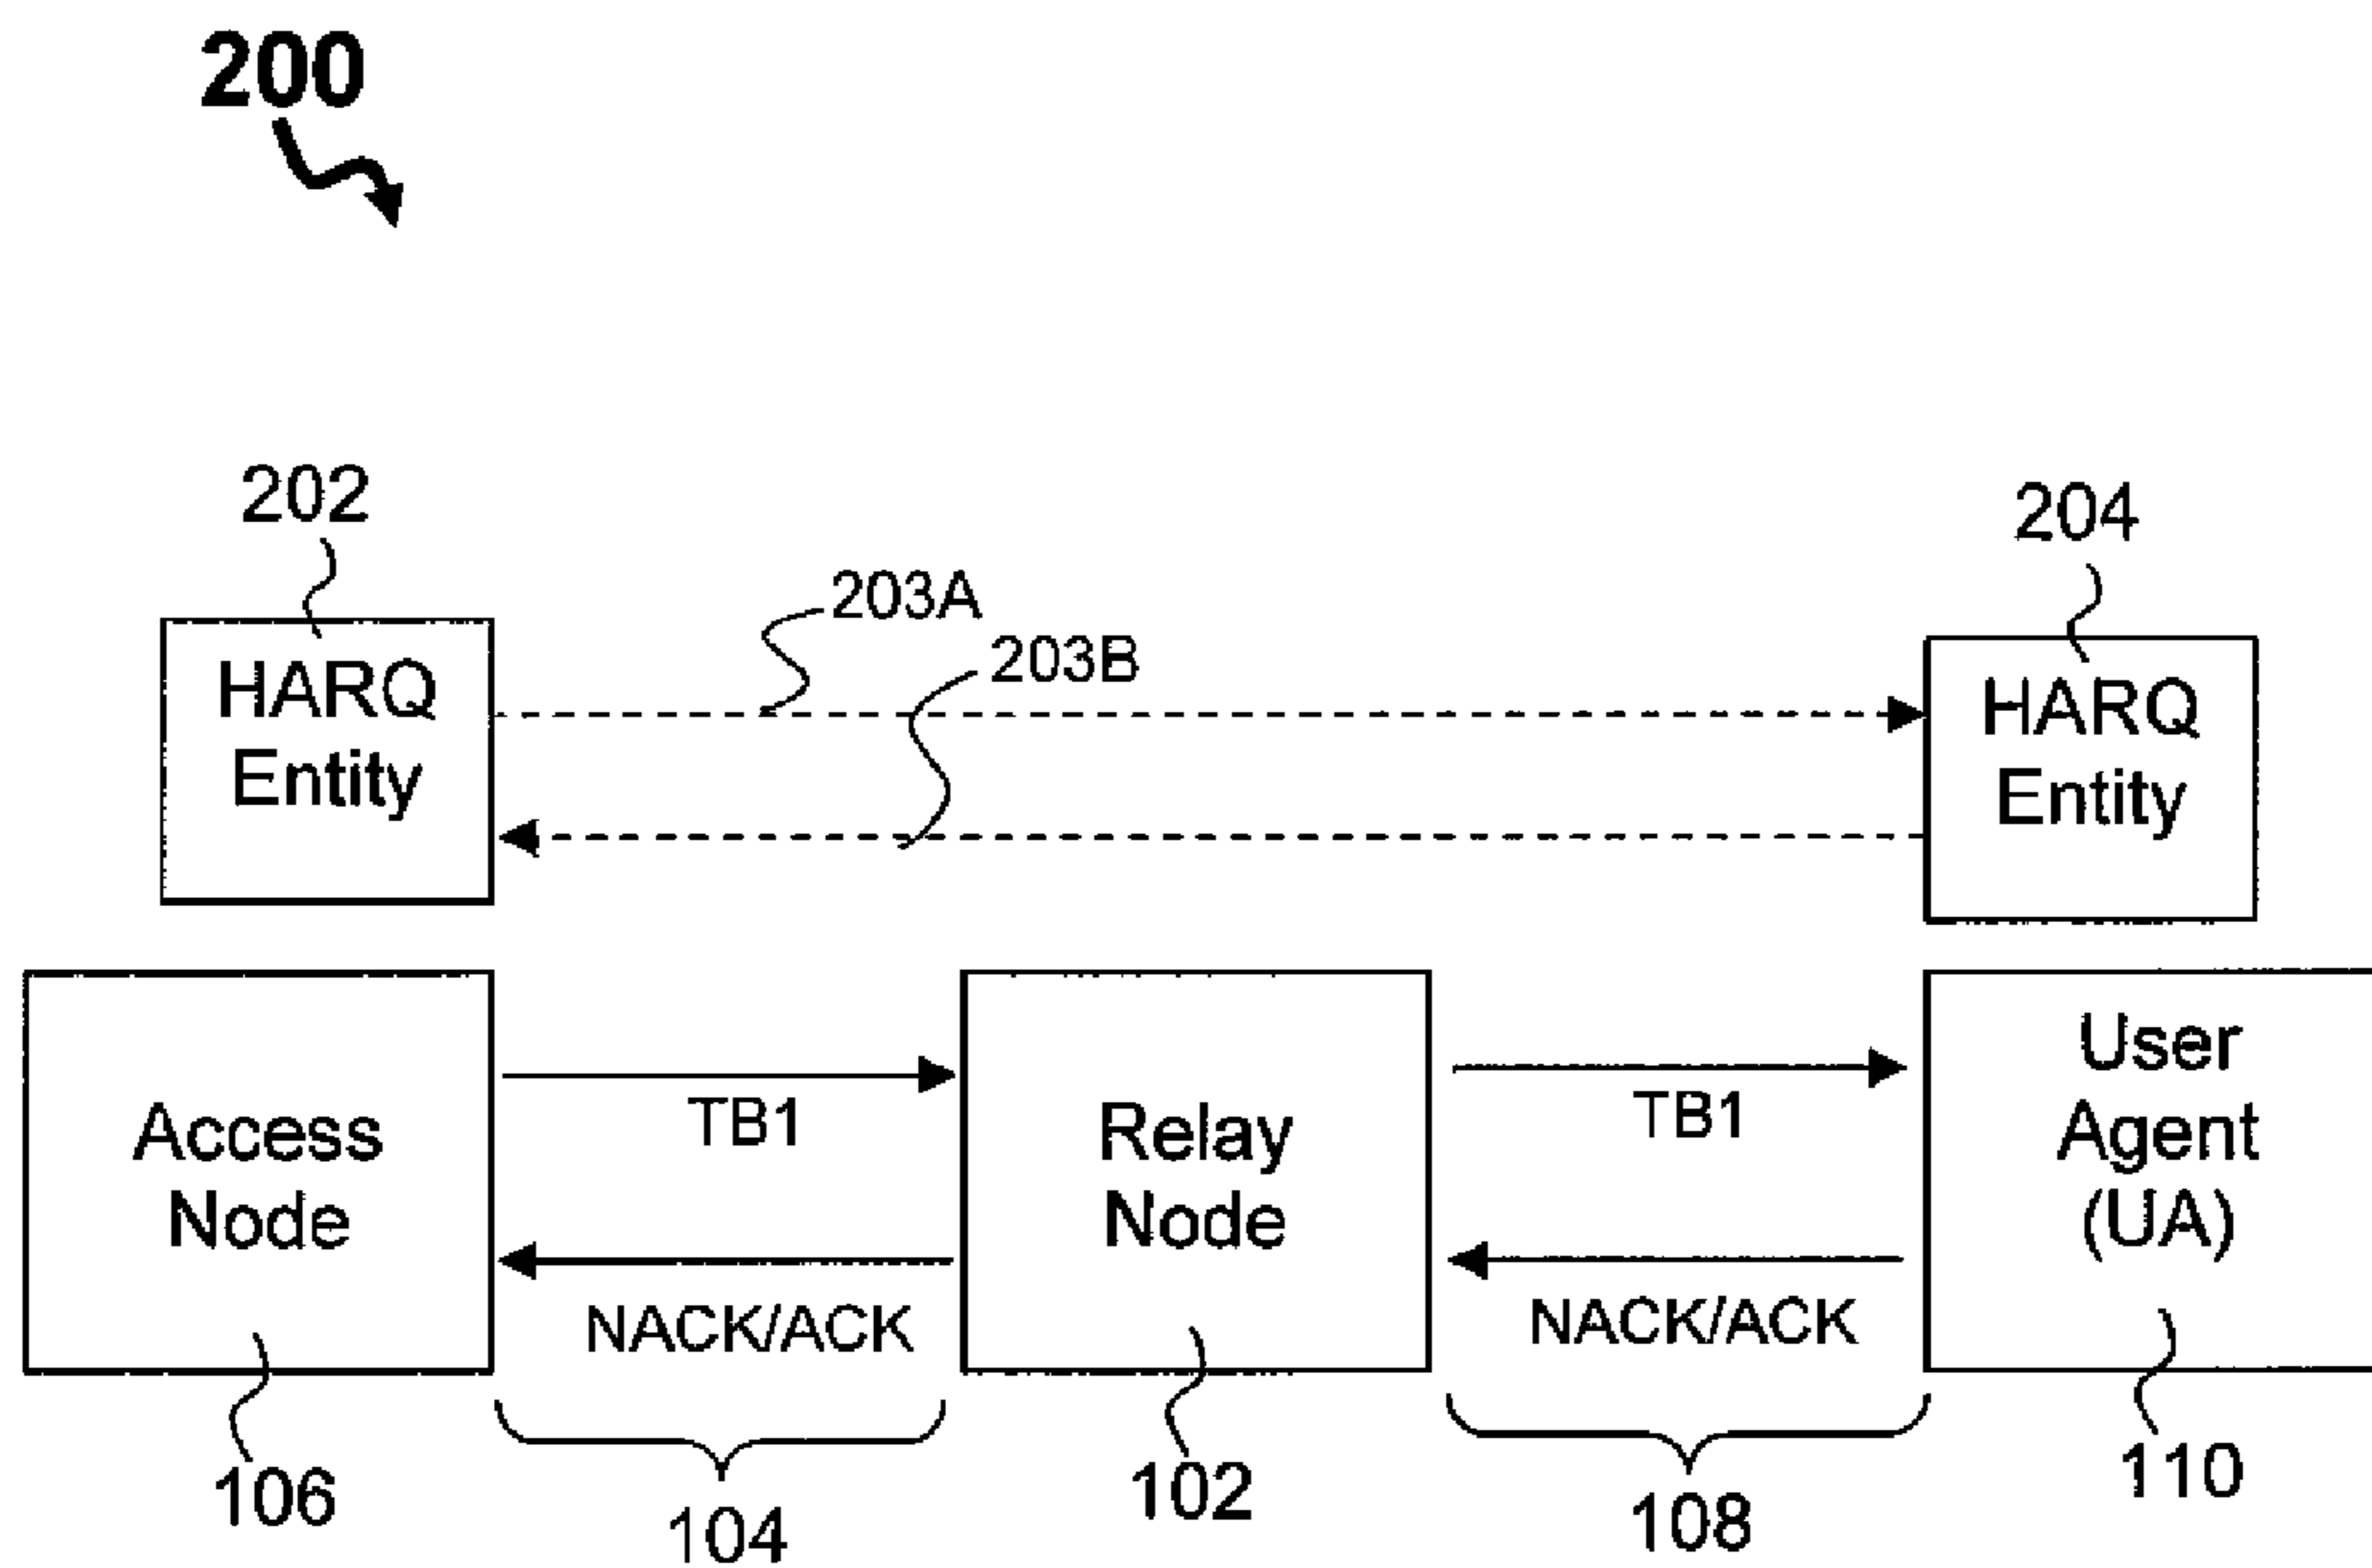 200
202
204
203A
203B
HARQ
Entity
HARQ
Entity
Access
Node
TB1
NACK/ACK
Relay
Node
TB1
NACK/ACK
User
Agent
(UA)
106
104
102
108
110